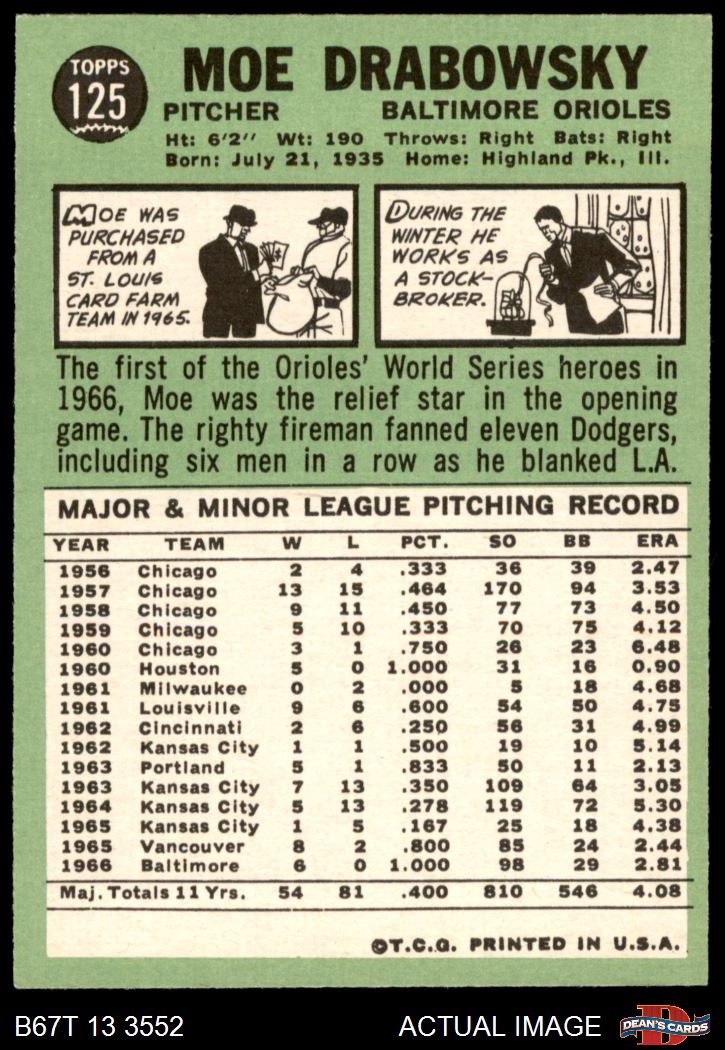 TOPPS
125
MOE DRABOWSKY
PITCHER BALTIMORE ORIOLES
Ht: 6'2" Wt: 190 Throws: Right Bats: Right
Born: July 21, 1935 Home: Highland Pk., Ill.
MOE WAS
PURCHASED
FROM A
ST. LOUIS
CARD FARM
TEAM IN 1965.
DURING THE
WINTER HE
WORKS AS
A STOCK-
BROKER.
The first of the Orioles' World Series heroes in
1966, Moe was the relief star in the opening
game. The righty fireman fanned eleven Dodgers,
including six men in a row as he blanked L.A.
MAJOR & MINOR LEAGUE PITCHING RECORD
YEAR TEAM W L PCT. SO BB ERA
1956 Chicago 2 4 .333 36 39 2.47
1957 Chicago 13 15 .464 170 94 3.53
1958 Chicago 9 11 .450 77 73 4.50
1959 Chicago 5 10 .333 70 75 4.12
1960 Chicago 3 1 .750 26 23 6.48
1960 Houston 5 0 1.000 31 16 0.90
1961 Milwaukee 0 2 .000 5 18 4.68
1961 Louisville 9 6 .600 54 50 4.75
1962 Cincinnati 2 6 .250 56 31 4.99
1962 Kansas City 1 1 .500 19 10 5.14
1963 Portland 5 1 .833 50 11 2.13
1963 Kansas City 7 13 .350 109 64 3.05
1964 Kansas City 5 13 .278 119 72 5.30
1965 Kansas City 1 5 .167 25 18 4.38
1965 Vancouver 8 2 .800 85 24 2.44
1966 Baltimore 6 0 1.000 98 29 2.81
Maj. Totals 11 Yrs. 54 81 .400 810 546 4.08
©T.C.G. PRINTED IN U.S.A.
B67T 13 3552 ACTUAL IMAGE
DEAN'S CARDS